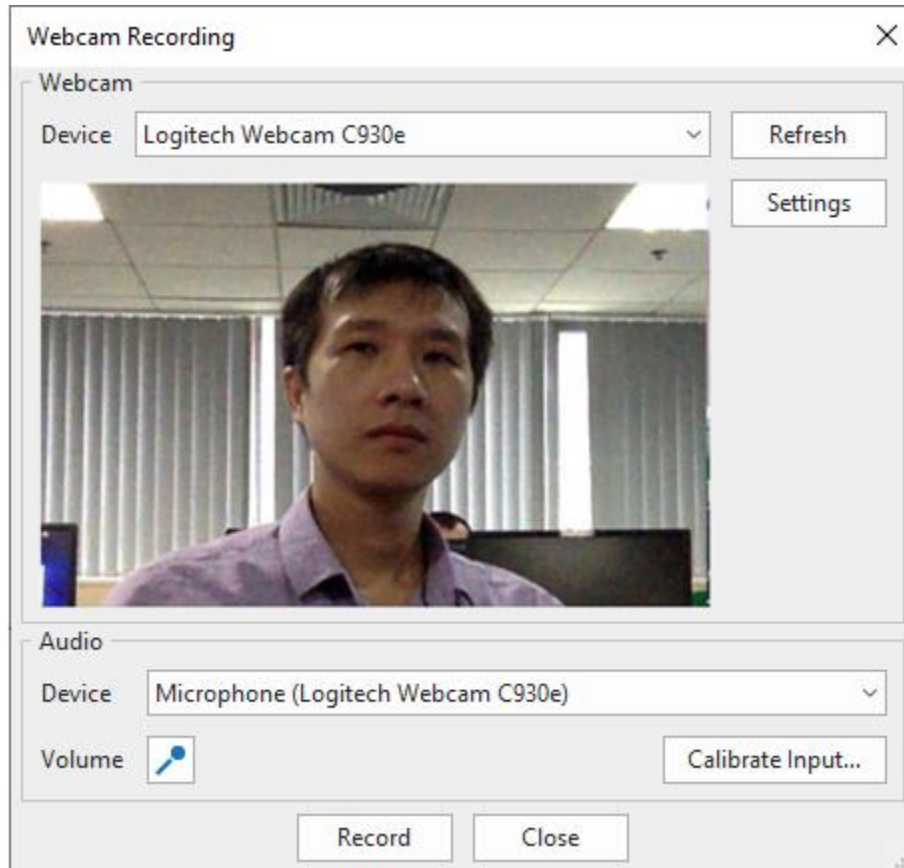 Webcam Recording
Webcam
Device Logitech Webcam C930e Refresh
Settings
Audio
Device Microphone (Logitech Webcam C930e)
Volume Calibrate Input...
Record Close